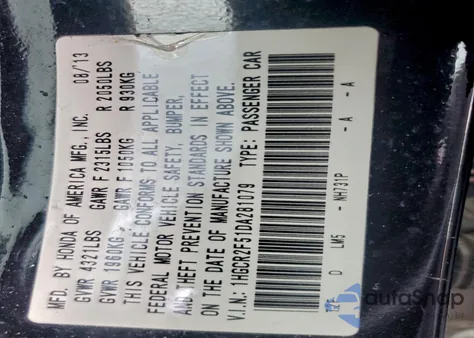 MFD. BY HONDA OF AMERICA MFG., INC. 08/13
GVWR 4321LBS GAWR F 2315LBS R 2050LBS
GVWR 1960KG GAWR F 1050KG R 930KG
THIS VEHICLE CONFORMS TO ALL APPLICABLE
FEDERAL MOTOR VEHICLE SAFETY, BUMPER,
AND THEFT PREVENTION STANDARDS IN EFFECT
ON THE DATE OF MANUFACTURE SHOWN ABOVE.
V.I.N.: 1HGCR2F51DA281079 TYPE: PASSENGER CAR
D LM5 - NH731P - A - A
autaShop